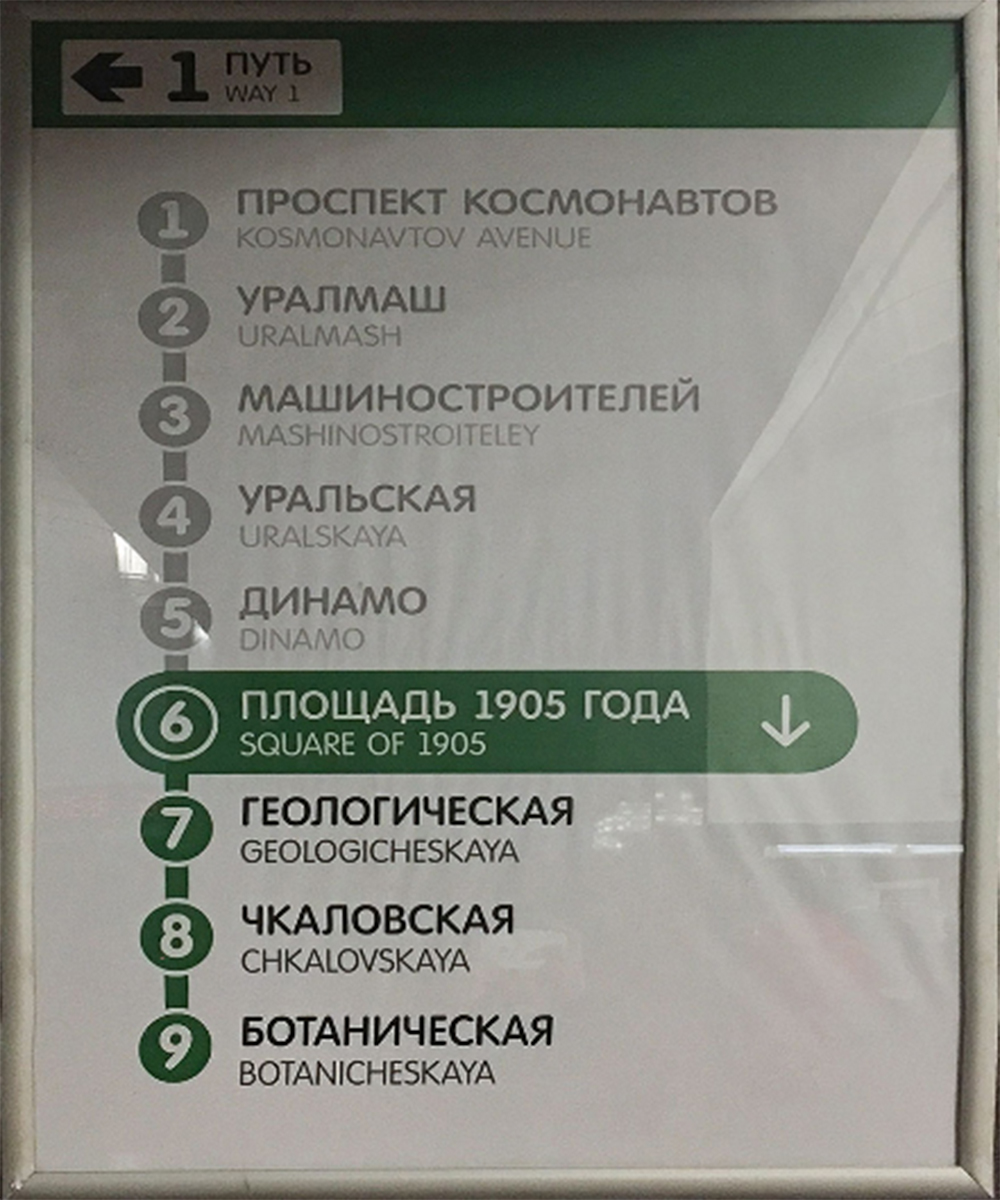 ← 1 ПУТЬ
WAY 1
1 ПРОСПЕКТ КОСМОНАВТОВ
KOSMONAVTOV AVENUE
2 УРАЛМАШ
URALMASH
3 МАШИНОСТРОИТЕЛЕЙ
MASHINOSTROITELEY
4 УРАЛЬСКАЯ
URALSKAYA
5 ДИНАМО
DINAMO
6 ПЛОЩАДЬ 1905 ГОДА ↓
SQUARE OF 1905
7 ГЕОЛОГИЧЕСКАЯ
GEOLOGICHESKAYA
8 ЧКАЛОВСКАЯ
CHKALOVSKAYA
9 БОТАНИЧЕСКАЯ
BOTANICHESKAYA